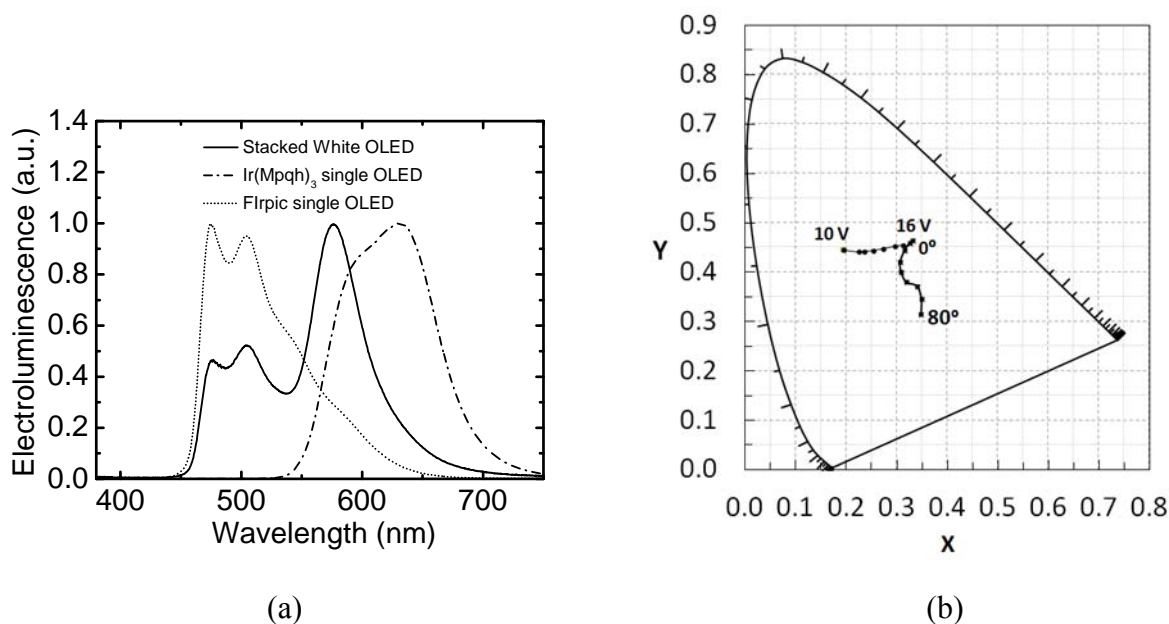 Electroluminescence (a.u.)
1.4
1.2
1.0
0.8
0.6
0.4
0.2
0.0
Stacked White OLED
Ir(Mpqh)3 single OLED
FIrpic single OLED
400 500 600 700
Wavelength (nm)
(a)
Y
0.9
0.8
0.7
0.6
0.5
0.4
0.3
0.2
0.1
0.0
10 V
16 V
0º
80º
0.0 0.1 0.2 0.3 0.4 0.5 0.6 0.7 0.8
X
(b)